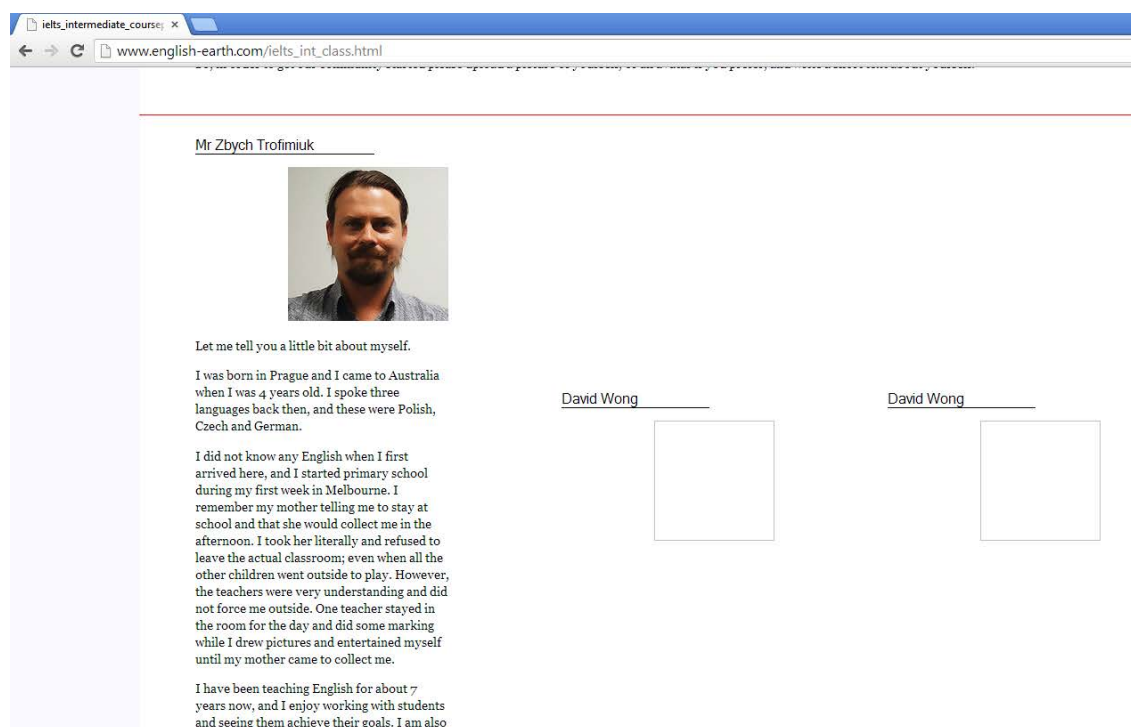 ielts_intermediate_course
www.english-earth.com/ielts_int_class.html
Mr Zbych Trofimiuk
Let me tell you a little bit about myself.
I was born in Prague and I came to Australia
when I was 4 years old. I spoke three
languages back then, and these were Polish,
Czech and German.
I did not know any English when I first
arrived here, and I started primary school
during my first week in Melbourne. I
remember my mother telling me to stay at
school and that she would collect me in the
afternoon. I took her literally and refused to
leave the actual classroom; even when all the
other children went outside to play. However,
the teachers were very understanding and did
not force me outside. One teacher stayed in
the room for the day and did some marking
while I drew pictures and entertained myself
until my mother came to collect me.
I have been teaching English for about 7
years now, and I enjoy working with students
and seeing them achieve their goals. I am also
David Wong
David Wong